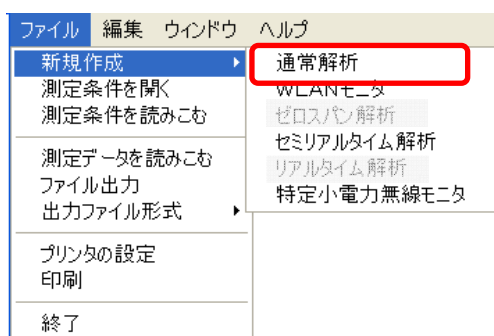 ファイル 編集 ウィンドウ ヘルプ
新規作成
測定条件を開く
測定条件を読みこむ
測定データを読みこむ
ファイル出力
出力ファイル形式
プリンタの設定
印刷
終了
通常解析
WLANモニタ
ゼロスパン解析
セミリアルタイム解析
リアルタイム解析
特定小電力無線モニタ